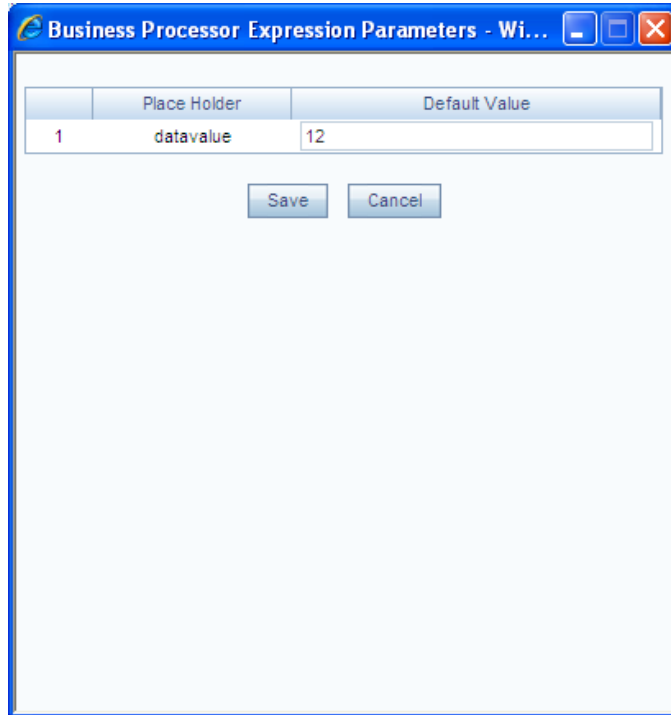 Business Processor Expression Parameters - Wi...
Place Holder Default Value
1 datavalue 12
Save Cancel